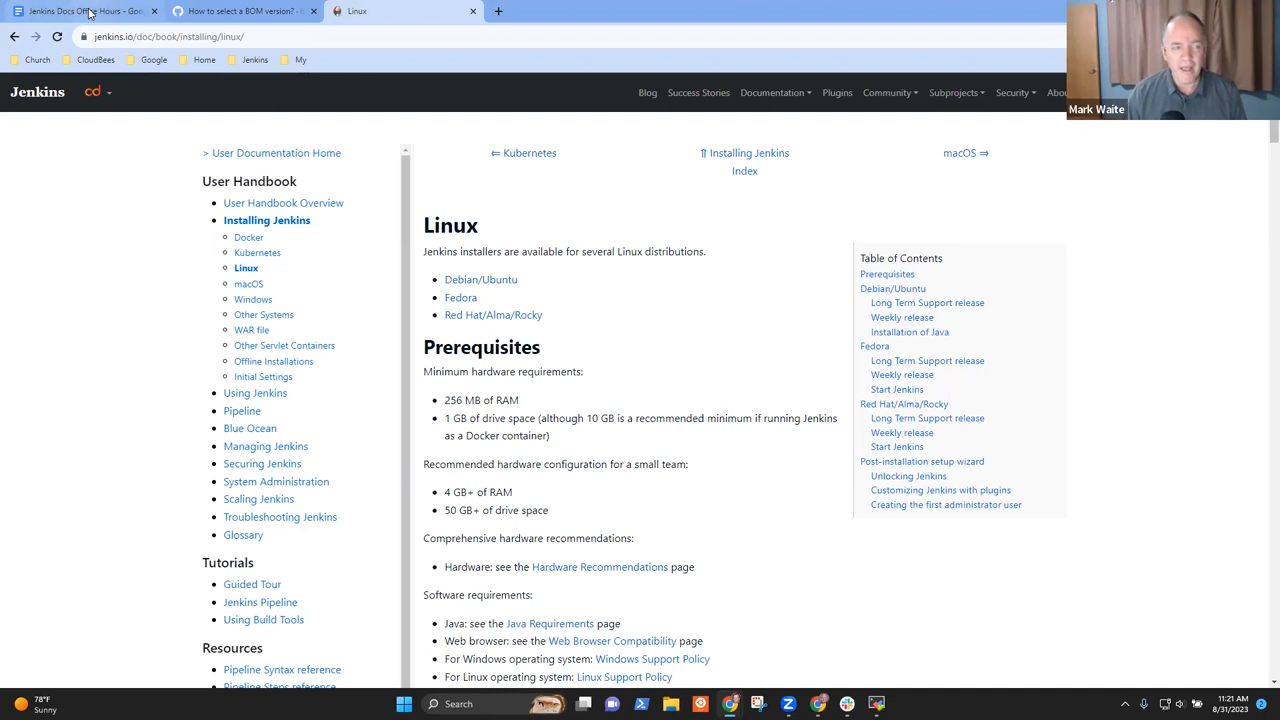 Jenkins Docs Office Hours - Goo
How to select a BOM version? ·
Linux
jenkins.io/doc/book/installing/linux/
Church
CloudBees
Google
Home
Jenkins
My
Mark Waite
Jenkins
cd
Blog
Success Stories
Documentation
Plugins
Community
Subprojects
Security
Abou
> User Documentation Home
⇐ Kubernetes
⇑ Installing Jenkins
Index
macOS ⇒
User Handbook
User Handbook Overview
Installing Jenkins
Docker
Kubernetes
Linux
macOS
Windows
Other Systems
WAR file
Other Servlet Containers
Offline Installations
Initial Settings
Using Jenkins
Pipeline
Blue Ocean
Managing Jenkins
Securing Jenkins
System Administration
Scaling Jenkins
Troubleshooting Jenkins
Glossary
Tutorials
Guided Tour
Jenkins Pipeline
Using Build Tools
Resources
Pipeline Syntax reference
Pipeline Steps reference
Linux
Jenkins installers are available for several Linux distributions.
Debian/Ubuntu
Fedora
Red Hat/Alma/Rocky
Prerequisites
Minimum hardware requirements:
256 MB of RAM
1 GB of drive space (although 10 GB is a recommended minimum if running Jenkins
as a Docker container)
Recommended hardware configuration for a small team:
4 GB+ of RAM
50 GB+ of drive space
Comprehensive hardware recommendations:
Hardware: see the Hardware Recommendations page
Software requirements:
Java: see the Java Requirements page
Web browser: see the Web Browser Compatibility page
For Windows operating system: Windows Support Policy
For Linux operating system: Linux Support Policy
Table of Contents
Prerequisites
Debian/Ubuntu
Long Term Support release
Weekly release
Installation of Java
Fedora
Long Term Support release
Weekly release
Start Jenkins
Red Hat/Alma/Rocky
Long Term Support release
Weekly release
Start Jenkins
Post-installation setup wizard
Unlocking Jenkins
Customizing Jenkins with plugins
Creating the first administrator user
78°F
Sunny
Search
11:21 AM
8/31/2023
2